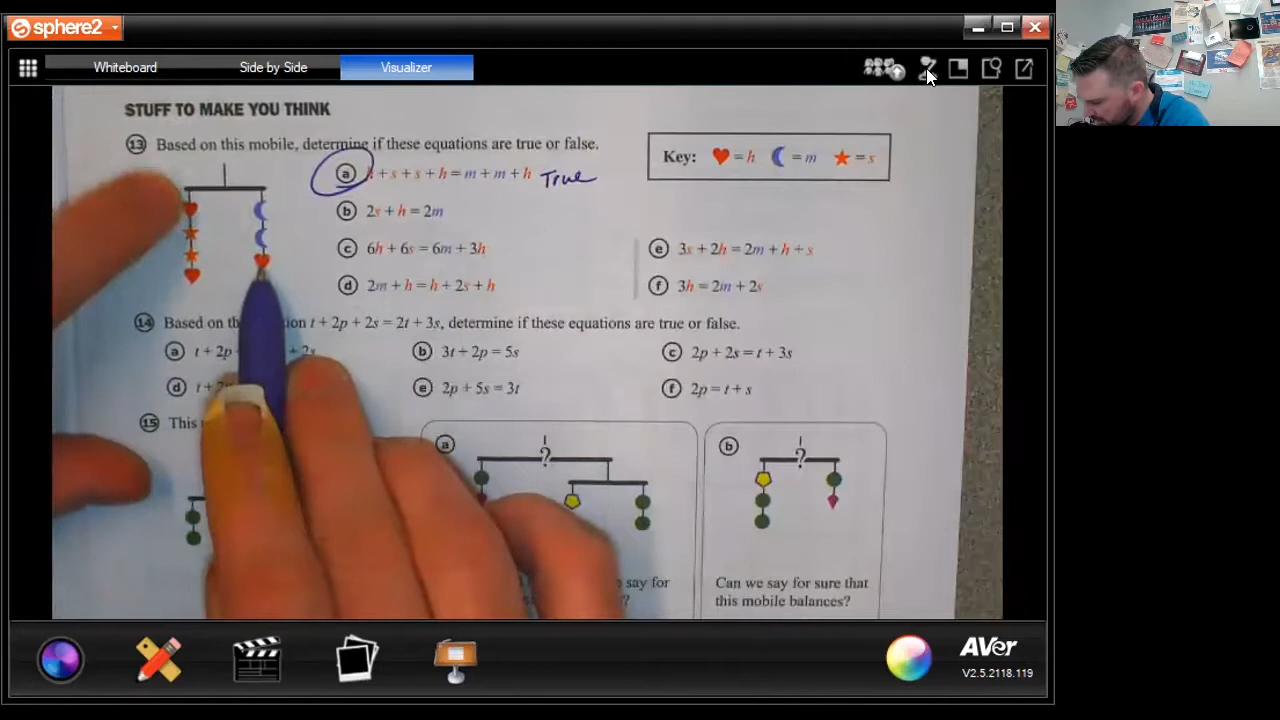 sphere2
Whiteboard Side by Side Visualizer
STUFF TO MAKE YOU THINK
13 Based on this mobile, determine if these equations are true or false.
Key: = h = m = s
a h + s + s + h = m + m + h True
b 2s + h = 2m
c 6h + 6s = 6m + 3h
e 3s + 2h = 2m + h + s
d 2m + h = h + 2s + h
f 3h = 2m + 2s
14 Based on t + 2p + 2s = 2t + 3s, determine if these equations are true or false.
a t + 2p + 2s
b 3t + 2p = 5s
c 2p + 2s = t + 3s
d t +
e 2p + 5s = 3t
f 2p = t + s
15 This
a
?
b
?
say for
?
Can we say for sure that
this mobile balances?
AVer
V2.5.2118.119